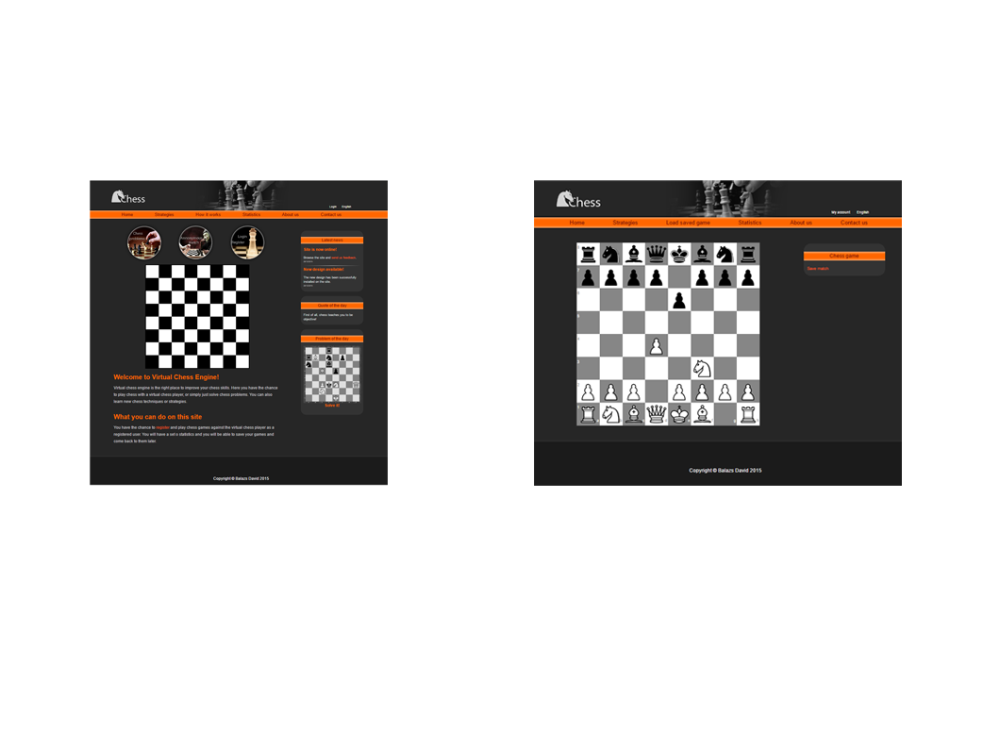 Chess
Login English
Home Strategies How it works Statistics About us Contact us
Chess
problems
Login
register
Latest news
Site is now online!
Browse the site and send us feedback.
New design available!
The new design has been successfully
installed on the site.
Quote of the day
First of all, chess teaches you to be
objective!
Problem of the day
Solve it!
Welcome to Virtual Chess Engine!
Virtual chess engine is the right place to improve your chess skills. Here you have the chance
to play chess with a virtual chess player, or simply just solve chess problems. You can also
learn new chess techniques or strategies.
What you can do on this site
You have the chance to register and play chess games against the virtual chess player as a
registered user. You will have a set o statistics and you will be able to save your games and
come back to them later.
Copyright © Balazs David 2015
Chess
My account English
Home Strategies Load saved game Statistics About us Contact us
Chess game
Save match
Copyright © Balazs David 2015